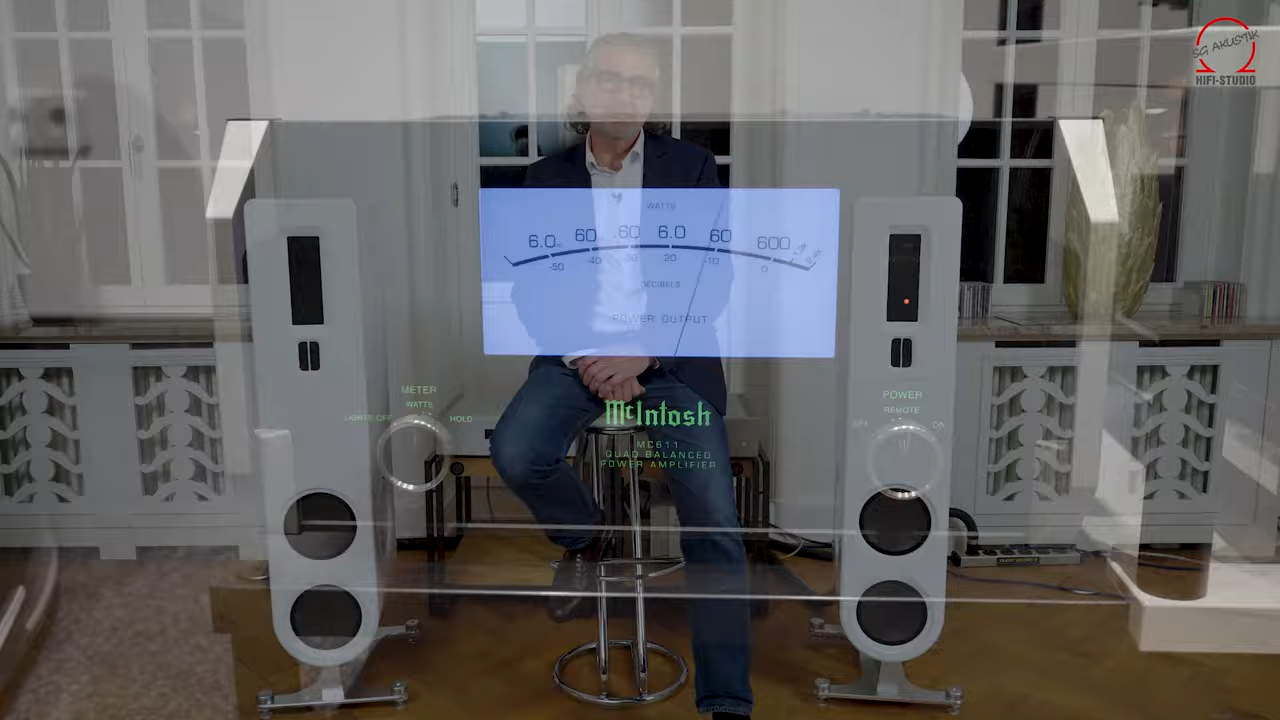 SG AKUSTIK
HIFI-STUDIO
WATTS
6.0 60 .60 6.0 60 600
-50 -40 -30 20 -10 0
DECIBELS
POWER OUTPUT
METER
WATTS
LIGHTS OFF HOLD
POWER
REMOTE
OFF ON
McIntosh
MC611
QUAD BALANCED
POWER AMPLIFIER